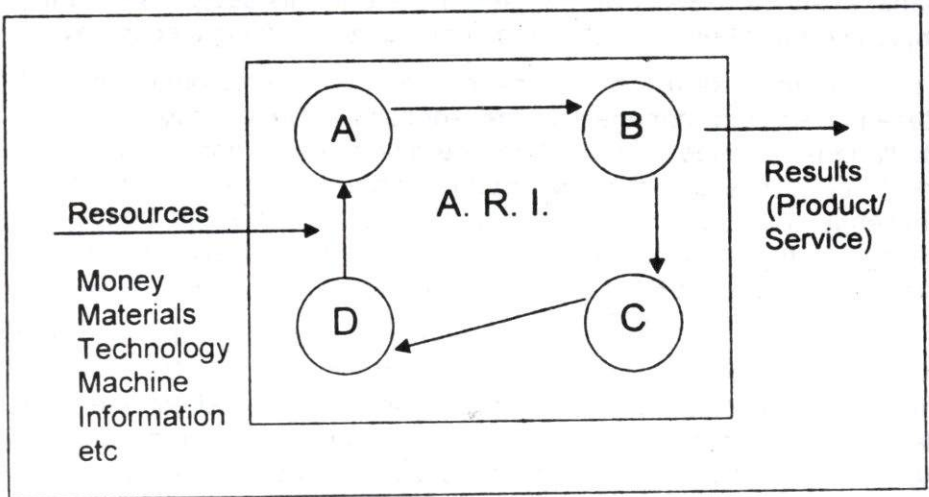 A
B
A. R. I.
Resources
Results
(Product/
Service)
D
C
Money
Materials
Technology
Machine
Information
etc